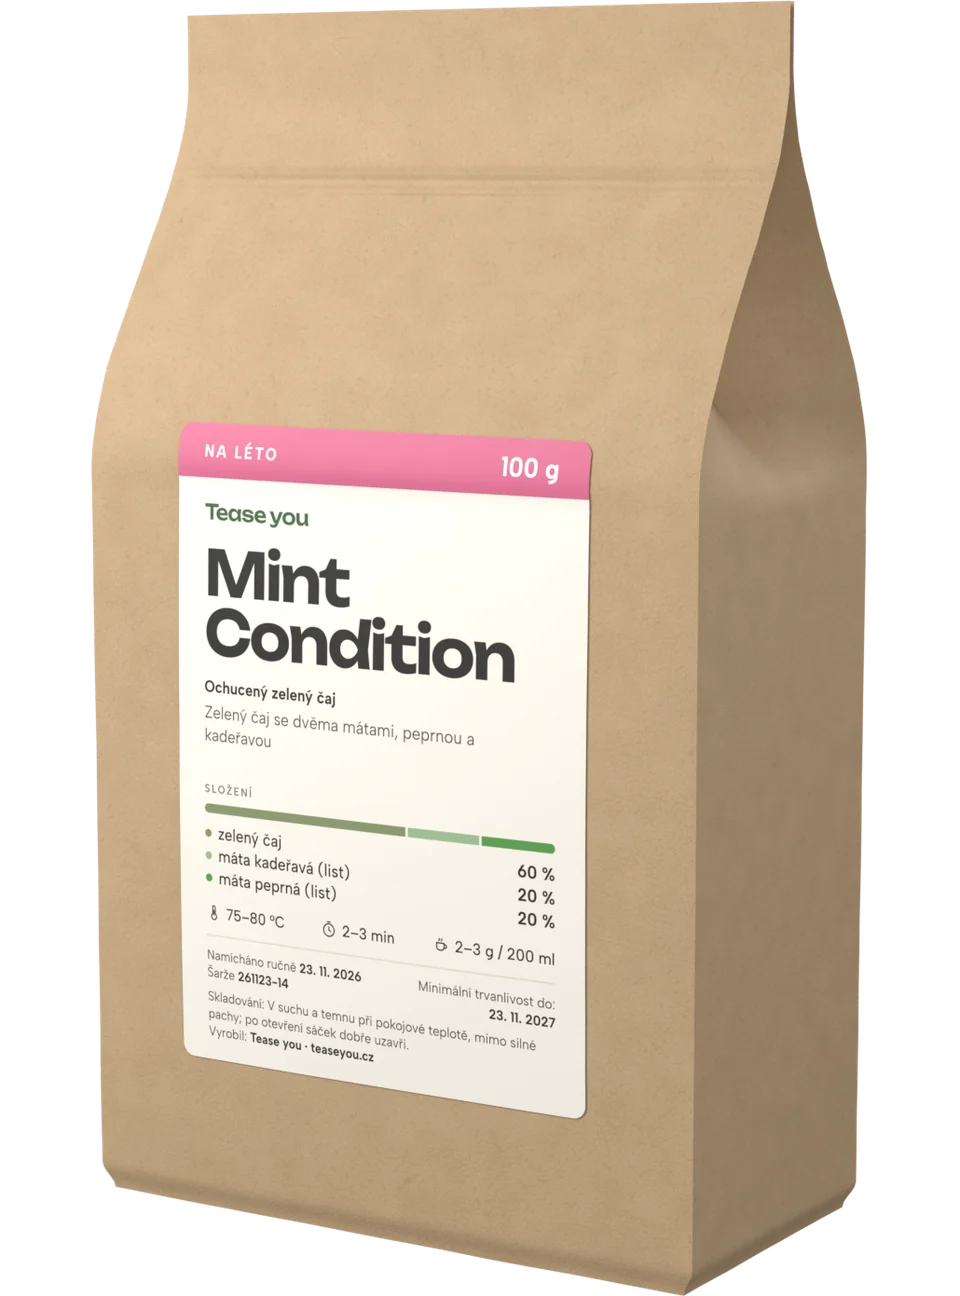 NA LÉTO 100 g
Tease you
Mint
Condition
Ochucený zelený čaj
Zelený čaj se dvěma mátami, peprnou a
kadeřavou
SLOŽENÍ
zelený čaj 60 %
máta kadeřavá (list) 20 %
máta peprná (list) 20 %
75–80 °C 2–3 min 2–3 g / 200 ml
Namícháno ručně 23. 11. 2026
Šarže 261123-14
Minimální trvanlivost do:
23. 11. 2027
Skladování: V suchu a temnu při pokojové teplotě, mimo silné
pachy; po otevření sáček dobře uzavři.
Vyrobil: Tease you · teaseyou.cz